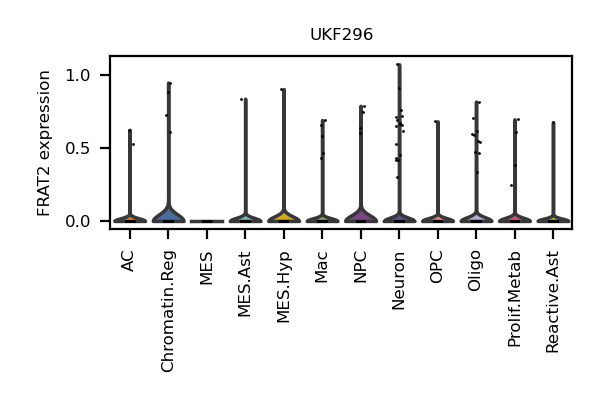 UKF296
FRAT2 expression
1.0
0.5
0.0
AC
Chromatin.Reg
MES
MES.Ast
MES.Hyp
Mac
NPC
Neuron
OPC
Oligo
Prolif.Metab
Reactive.Ast